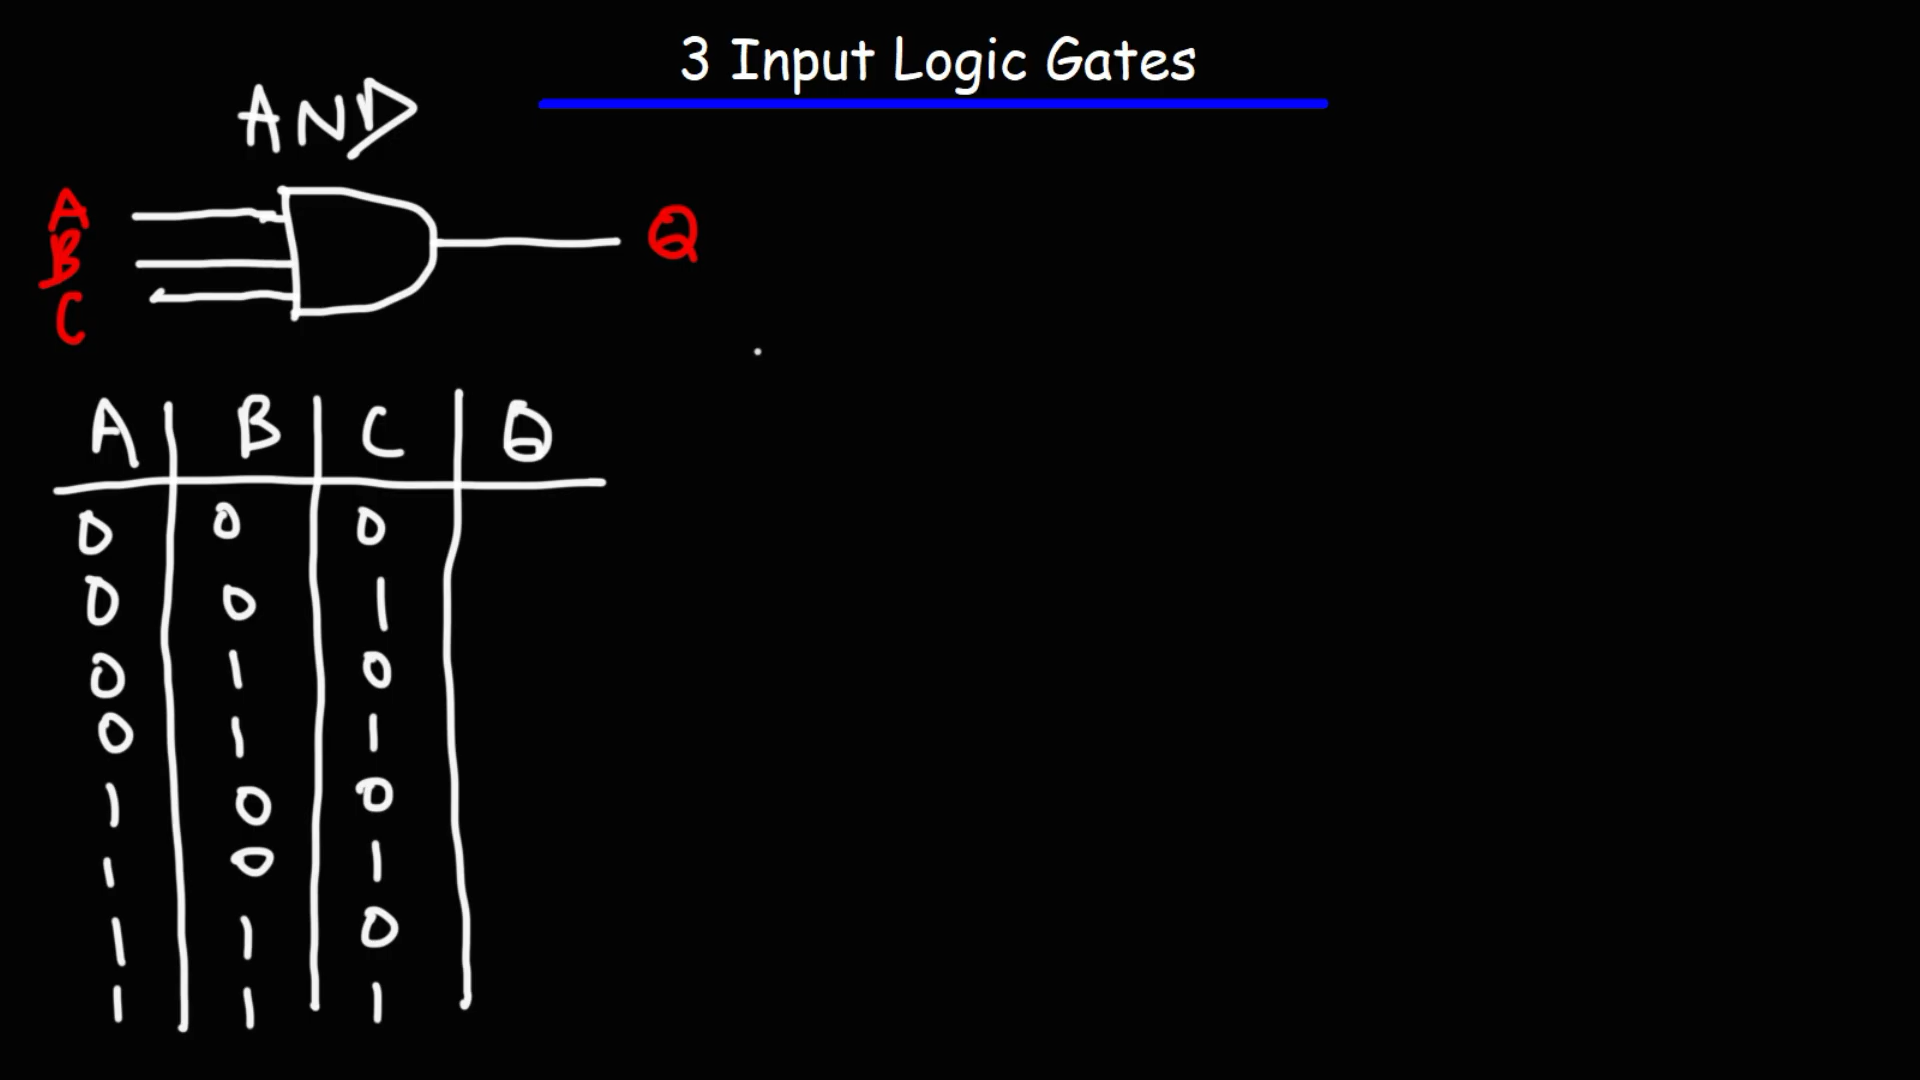 3 Input Logic Gates
AND
A
B
C
Q
A B C Q
0 0 0
0 0 1
0 1 0
0 1 1
1 0 0
1 0 1
1 1 0
1 1 1